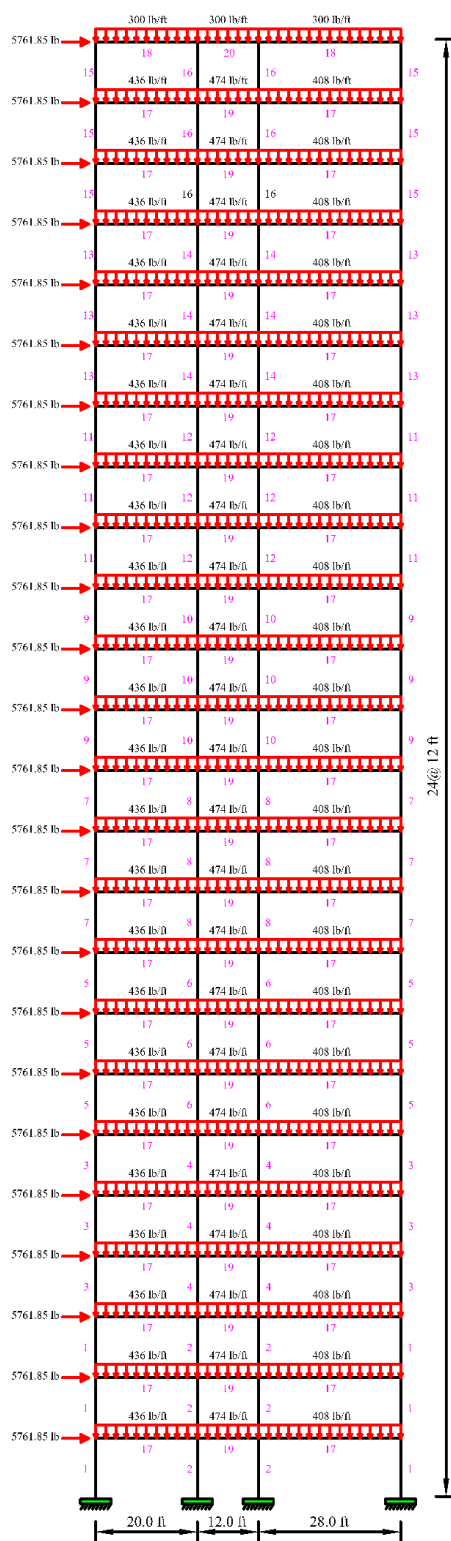 300 lb/ft 300 lb/ft 300 lb/ft
5761.85 lb
18 20 18
15 436 lb/ft 16 474 lb/ft 16 408 lb/ft 15
5761.85 lb
17 19 17
15 436 lb/ft 16 474 lb/ft 16 408 lb/ft 15
5761.85 lb
17 19 17
15 436 lb/ft 16 474 lb/ft 16 408 lb/ft 15
5761.85 lb
17 19 17
13 436 lb/ft 14 474 lb/ft 14 408 lb/ft 13
5761.85 lb
17 19 17
13 436 lb/ft 14 474 lb/ft 14 408 lb/ft 13
5761.85 lb
17 19 17
13 436 lb/ft 14 474 lb/ft 14 408 lb/ft 13
5761.85 lb
17 19 17
11 436 lb/ft 12 474 lb/ft 12 408 lb/ft 11
5761.85 lb
17 19 17
11 436 lb/ft 12 474 lb/ft 12 408 lb/ft 11
5761.85 lb
17 19 17
11 436 lb/ft 12 474 lb/ft 12 408 lb/ft 11
5761.85 lb
17 19 17
9 436 lb/ft 10 474 lb/ft 10 408 lb/ft 9
5761.85 lb
17 19 17
9 436 lb/ft 10 474 lb/ft 10 408 lb/ft 9
5761.85 lb
17 19 17
9 436 lb/ft 10 474 lb/ft 10 408 lb/ft 9
5761.85 lb
17 19 17
24@ 12 ft
7 436 lb/ft 8 474 lb/ft 8 408 lb/ft 7
5761.85 lb
17 19 17
7 436 lb/ft 8 474 lb/ft 8 408 lb/ft 7
5761.85 lb
17 19 17
7 436 lb/ft 8 474 lb/ft 8 408 lb/ft 7
5761.85 lb
17 19 17
5 436 lb/ft 6 474 lb/ft 6 408 lb/ft 5
5761.85 lb
17 19 17
5 436 lb/ft 6 474 lb/ft 6 408 lb/ft 5
5761.85 lb
17 19 17
5 436 lb/ft 6 474 lb/ft 6 408 lb/ft 5
5761.85 lb
17 19 17
3 436 lb/ft 4 474 lb/ft 4 408 lb/ft 3
5761.85 lb
17 19 17
3 436 lb/ft 4 474 lb/ft 4 408 lb/ft 3
5761.85 lb
17 19 17
3 436 lb/ft 4 474 lb/ft 4 408 lb/ft 3
5761.85 lb
17 19 17
1 436 lb/ft 2 474 lb/ft 2 408 lb/ft 1
5761.85 lb
17 19 17
1 436 lb/ft 2 474 lb/ft 2 408 lb/ft 1
5761.85 lb
17 19 17
1 2 2 1
20.0 ft 12.0 ft 28.0 ft